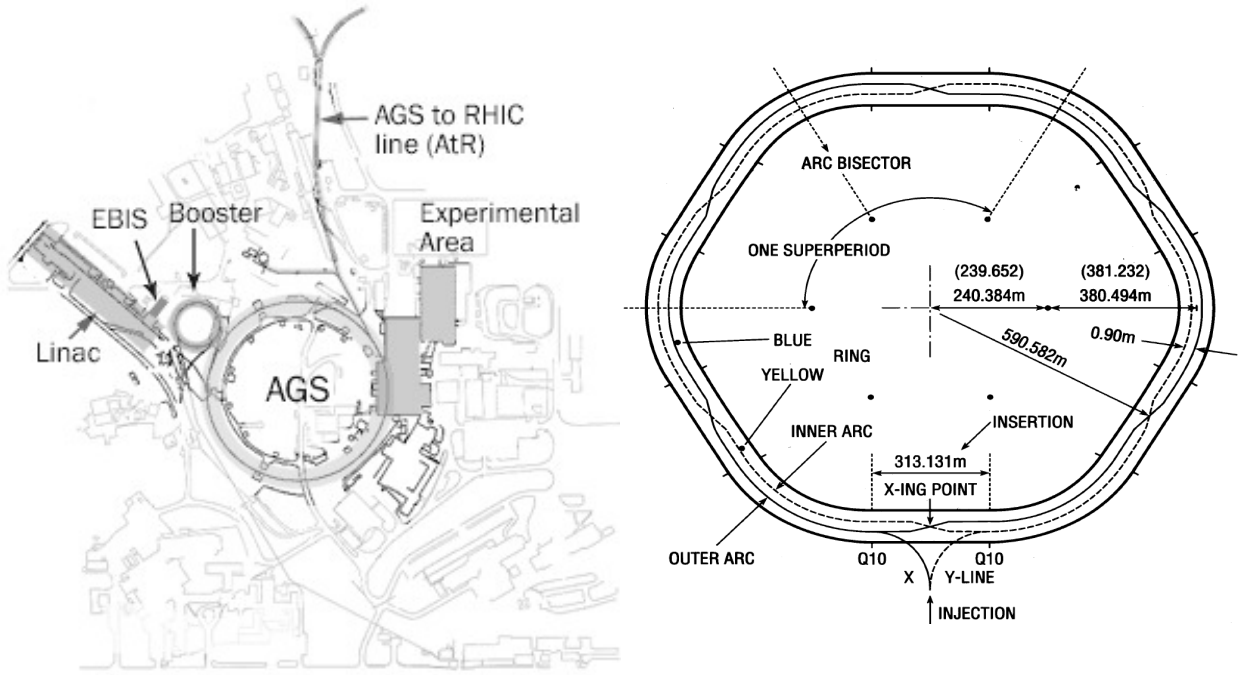 AGS to RHIC
line (AtR)
EBIS
Booster
Experimental
Area
Linac
AGS
ARC BISECTOR
ONE SUPERPERIOD
(239.652)
240.384m
(381.232)
380.494m
590.582m
0.90m
BLUE
RING
YELLOW
INNER ARC
INSERTION
313.131m
X-ING POINT
OUTER ARC
Q10
Q10
X
Y-LINE
INJECTION